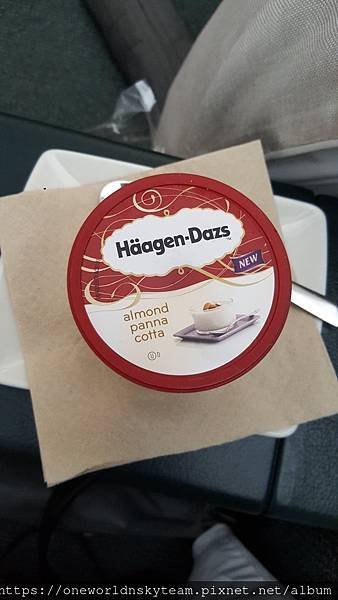 Häagen-Dazs
NEW
almond
panna
cotta
https://oneworldnskyteam.pixnet.net/album